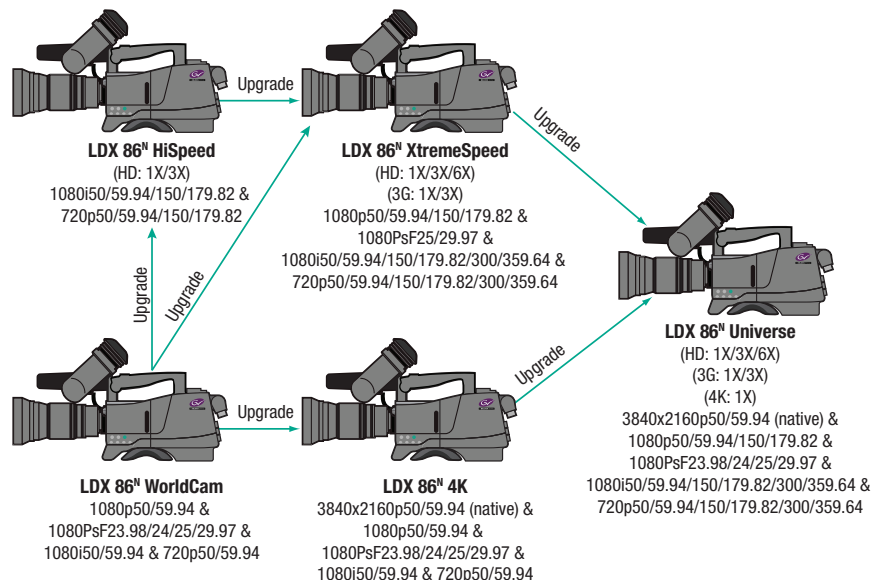 Upgrade
LDX 86ᴺ HiSpeed
(HD: 1X/3X)
1080i50/59.94/150/179.82 &
720p50/59.94/150/179.82
LDX 86ᴺ XtremeSpeed
(HD: 1X/3X/6X)
(3G: 1X/3X)
1080p50/59.94/150/179.82 &
1080PsF25/29.97 &
1080i50/59.94/150/179.82/300/359.64 &
720p50/59.94/150/179.82/300/359.64
Upgrade
Upgrade
Upgrade
LDX 86ᴺ Universe
(HD: 1X/3X/6X)
(3G: 1X/3X)
(4K: 1X)
3840x2160p50/59.94 (native) &
1080p50/59.94/150/179.82 &
1080PsF23.98/24/25/29.97 &
1080i50/59.94/150/179.82/300/359.64 &
720p50/59.94/150/179.82/300/359.64
Upgrade
Upgrade
LDX 86ᴺ WorldCam
1080p50/59.94 &
1080PsF23.98/24/25/29.97 &
1080i50/59.94 & 720p50/59.94
LDX 86ᴺ 4K
3840x2160p50/59.94 (native) &
1080p50/59.94 &
1080PsF23.98/24/25/29.97 &
1080i50/59.94 & 720p50/59.94